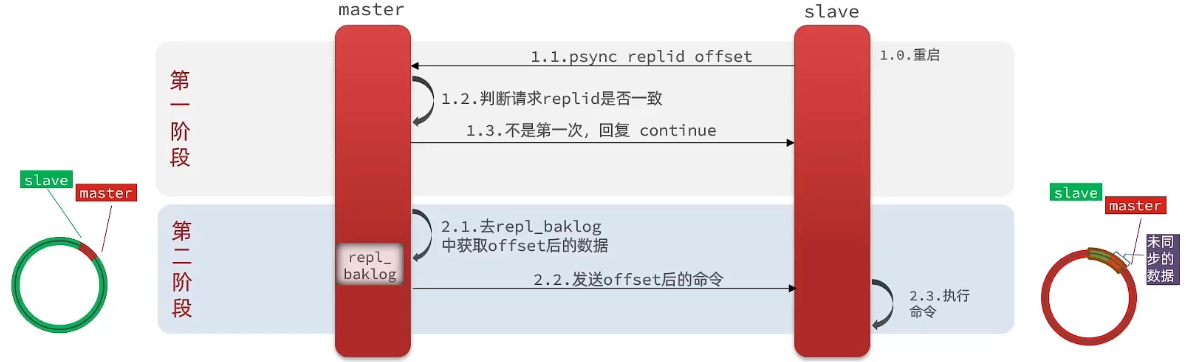 master
slave
第一阶段
1.0.重启
1.1.psync replid offset
1.2.判断请求replid是否一致
1.3.不是第一次，回复 continue
slave
master
第二阶段
2.1.去repl_baklog
中获取offset后的数据
repl_
baklog
2.2.发送offset后的命令
2.3.执行
命令
slave
master
未同
步的
数据